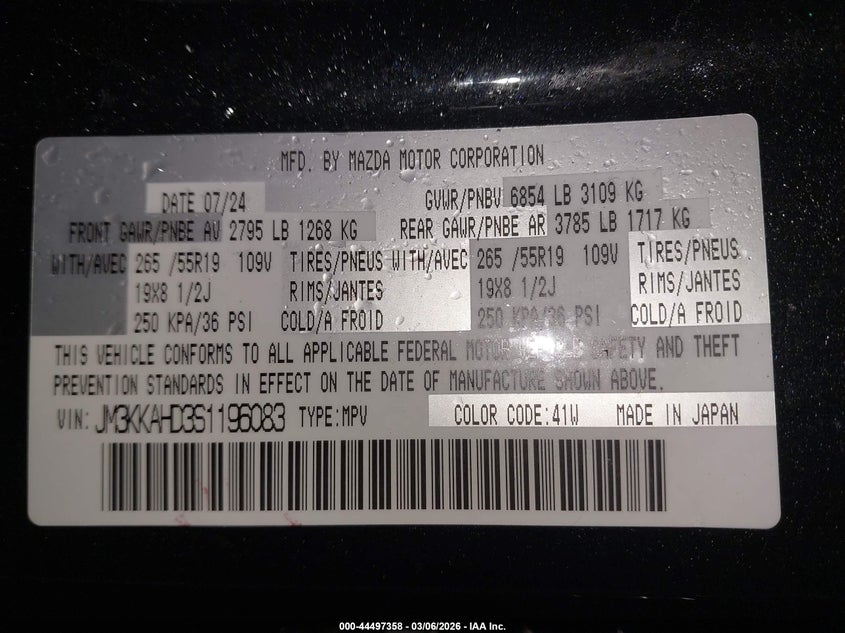 MFD. BY MAZDA MOTOR CORPORATION
DATE 07/24 GVWR/PNBV 6854 LB 3109 KG
FRONT GAWR/PNBE AV 2795 LB 1268 KG REAR GAWR/PNBE AR 3785 LB 1717 KG
WITH/AVEC 265 /55R19 109V TIRES/PNEUS WITH/AVEC 265 /55R19 109V TIRES/PNEUS
19X8 1/2J RIMS/JANTES 19X8 1/2J RIMS/JANTES
250 KPA/36 PSI COLD/A FROID 250 KPA/36 PSI COLD/A FROID
THIS VEHICLE CONFORMS TO ALL APPLICABLE FEDERAL MOTOR VEHICLE SAFETY AND THEFT
PREVENTION STANDARDS IN EFFECT ON THE DATE OF MANUFACTURE SHOWN ABOVE.
VIN: JM3KKAHD3S1196083 TYPE:MPV COLOR CODE:41W MADE IN JAPAN
000-44497358 - 03/06/2026 - IAA Inc.